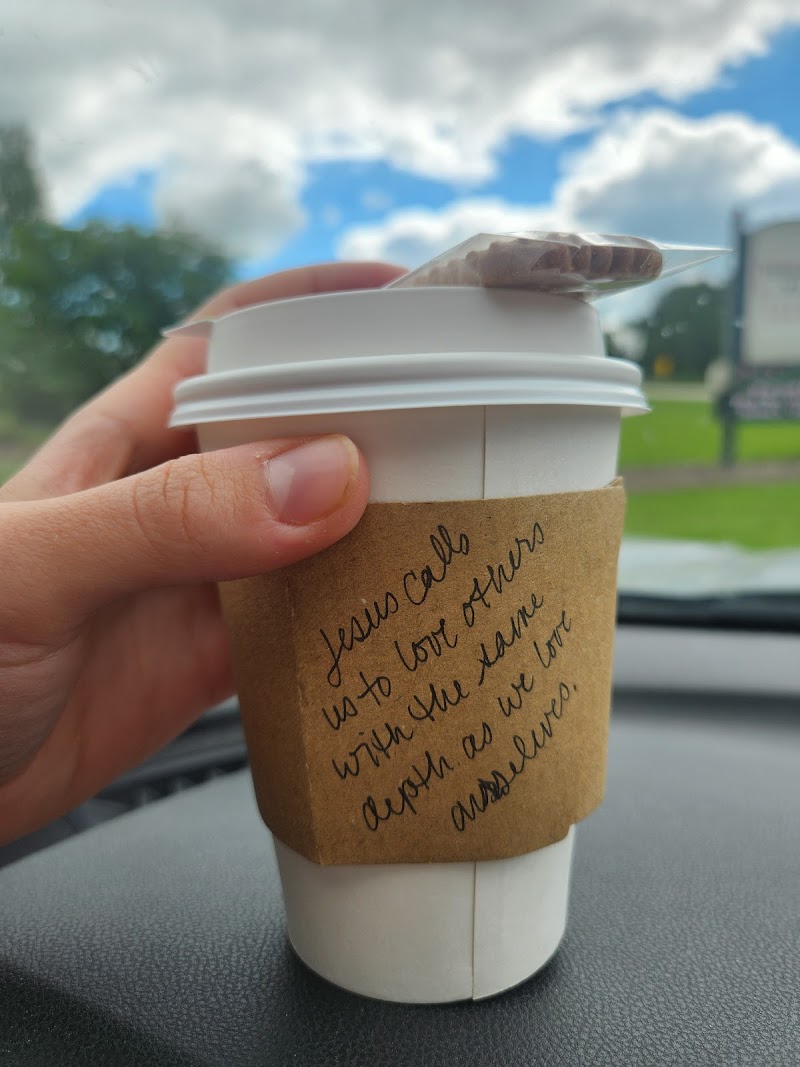 Jesus calls
us to love others
with the same
depth as we love
ourselves.